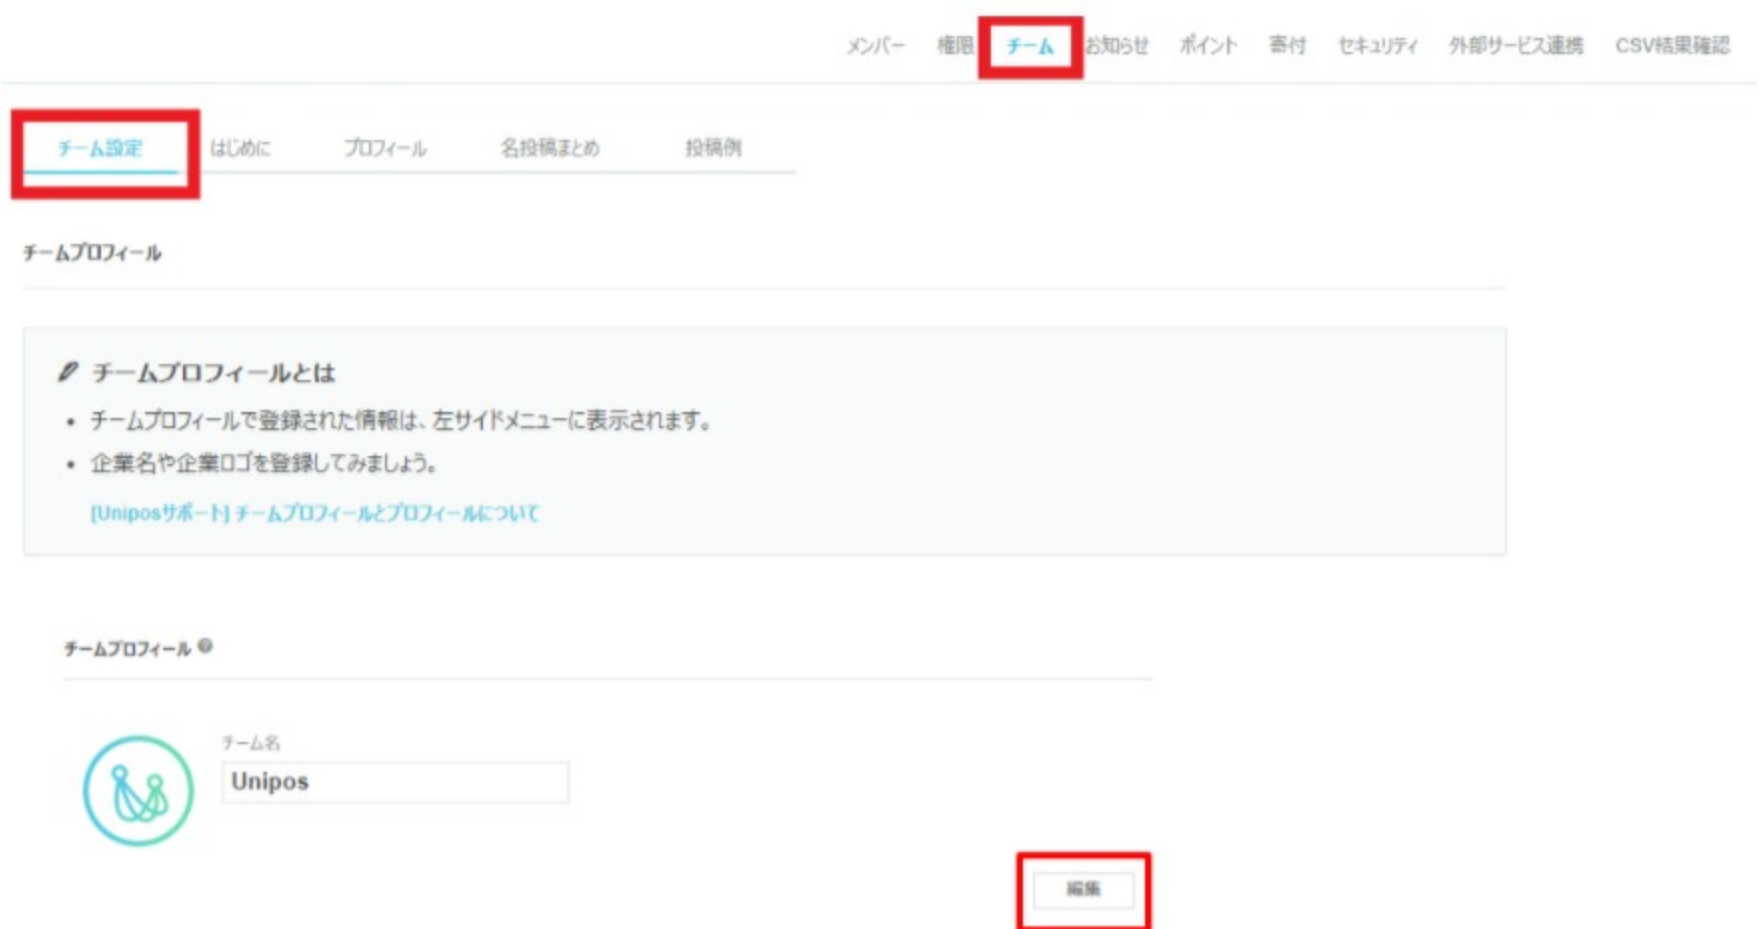 メンバー 権限 チーム お知らせ ポイント 寄付 セキュリティ 外部サービス連携 CSV結果確認
チーム設定 はじめに プロフィール 名投稿まとめ 投稿例
チームプロフィール
チームプロフィールとは
• チームプロフィールで登録された情報は、左サイドメニューに表示されます。
• 企業名や企業ロゴを登録してみましょう。
[Uniposサポート] チームプロフィールとプロフィールについて
チームプロフィール
チーム名
Unipos
編集